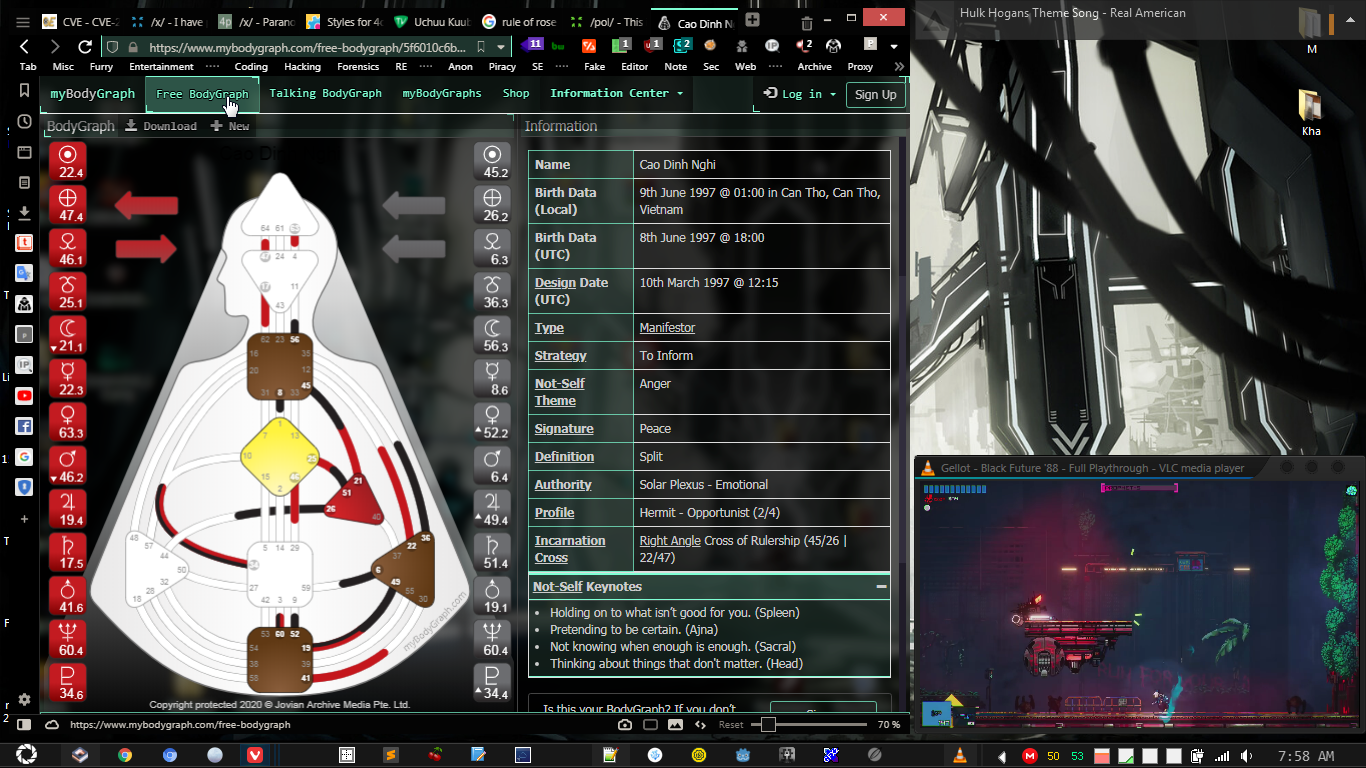 CVE - CVE-2
/x/ - I have
/x/ - Parano
Styles for 4c
Uchuu Kuub
rule of rose
/pol/ - This
Cao Dinh N
Hulk Hogans Theme Song - Real American
https://www.mybodygraph.com/free-bodygraph/5f6010c6b...
11
1
1
2
2
Tab Misc Furry Entertainment Coding Hacking Forensics RE Anon Piracy SE Fake Editor Note Sec Web Archive Proxy
M
Kha
myBodyGraph Free BodyGraph Talking BodyGraph myBodyGraphs Shop Information Center Log in Sign Up
BodyGraph Download New
Information
Cao Dinh
22.4
47.4
46.1
25.1
21.1
22.3
63.3
46.2
19.4
17.5
41.6
60.4
34.6
45.2
26.2
6.3
36.3
56.3
8.6
52.2
6.4
49.4
51.4
19.1
60.4
34.4
64 61 63
47 24 4
17 11
43
62 23 56
16 35
20 12
45
31 8 33
1
7 13
10 25
15 46
2
21
51
26 40
48
57
44
50
32
28
18
5 14 29
34
27 59
42 3 9
36
22
37
6
49
55
30
53 60 52
54 19
38 39
58 41
myBodyGraph.com
Copyright protected 2020 © Jovian Archive Media Pte. Ltd.
Name Cao Dinh Nghi
Birth Data 9th June 1997 @ 01:00 in Can Tho, Can Tho,
(Local) Vietnam
Birth Data 8th June 1997 @ 18:00
(UTC)
Design Date 10th March 1997 @ 12:15
(UTC)
Type Manifestor
Strategy To Inform
Not-Self Anger
Theme
Signature Peace
Definition Split
Authority Solar Plexus - Emotional
Profile Hermit - Opportunist (2/4)
Incarnation Right Angle Cross of Rulership (45/26 |
Cross 22/47)
Not-Self Keynotes
Holding on to what isn't good for you. (Spleen)
Pretending to be certain. (Ajna)
Not knowing when enough is enough. (Sacral)
Thinking about things that don't matter. (Head)
Is this your BodyGraph? If you don't
Gellot - Black Future '88 - Full Playthrough - VLC media player
https://www.mybodygraph.com/free-bodygraph
Reset
70 %
50 53
7:58 AM